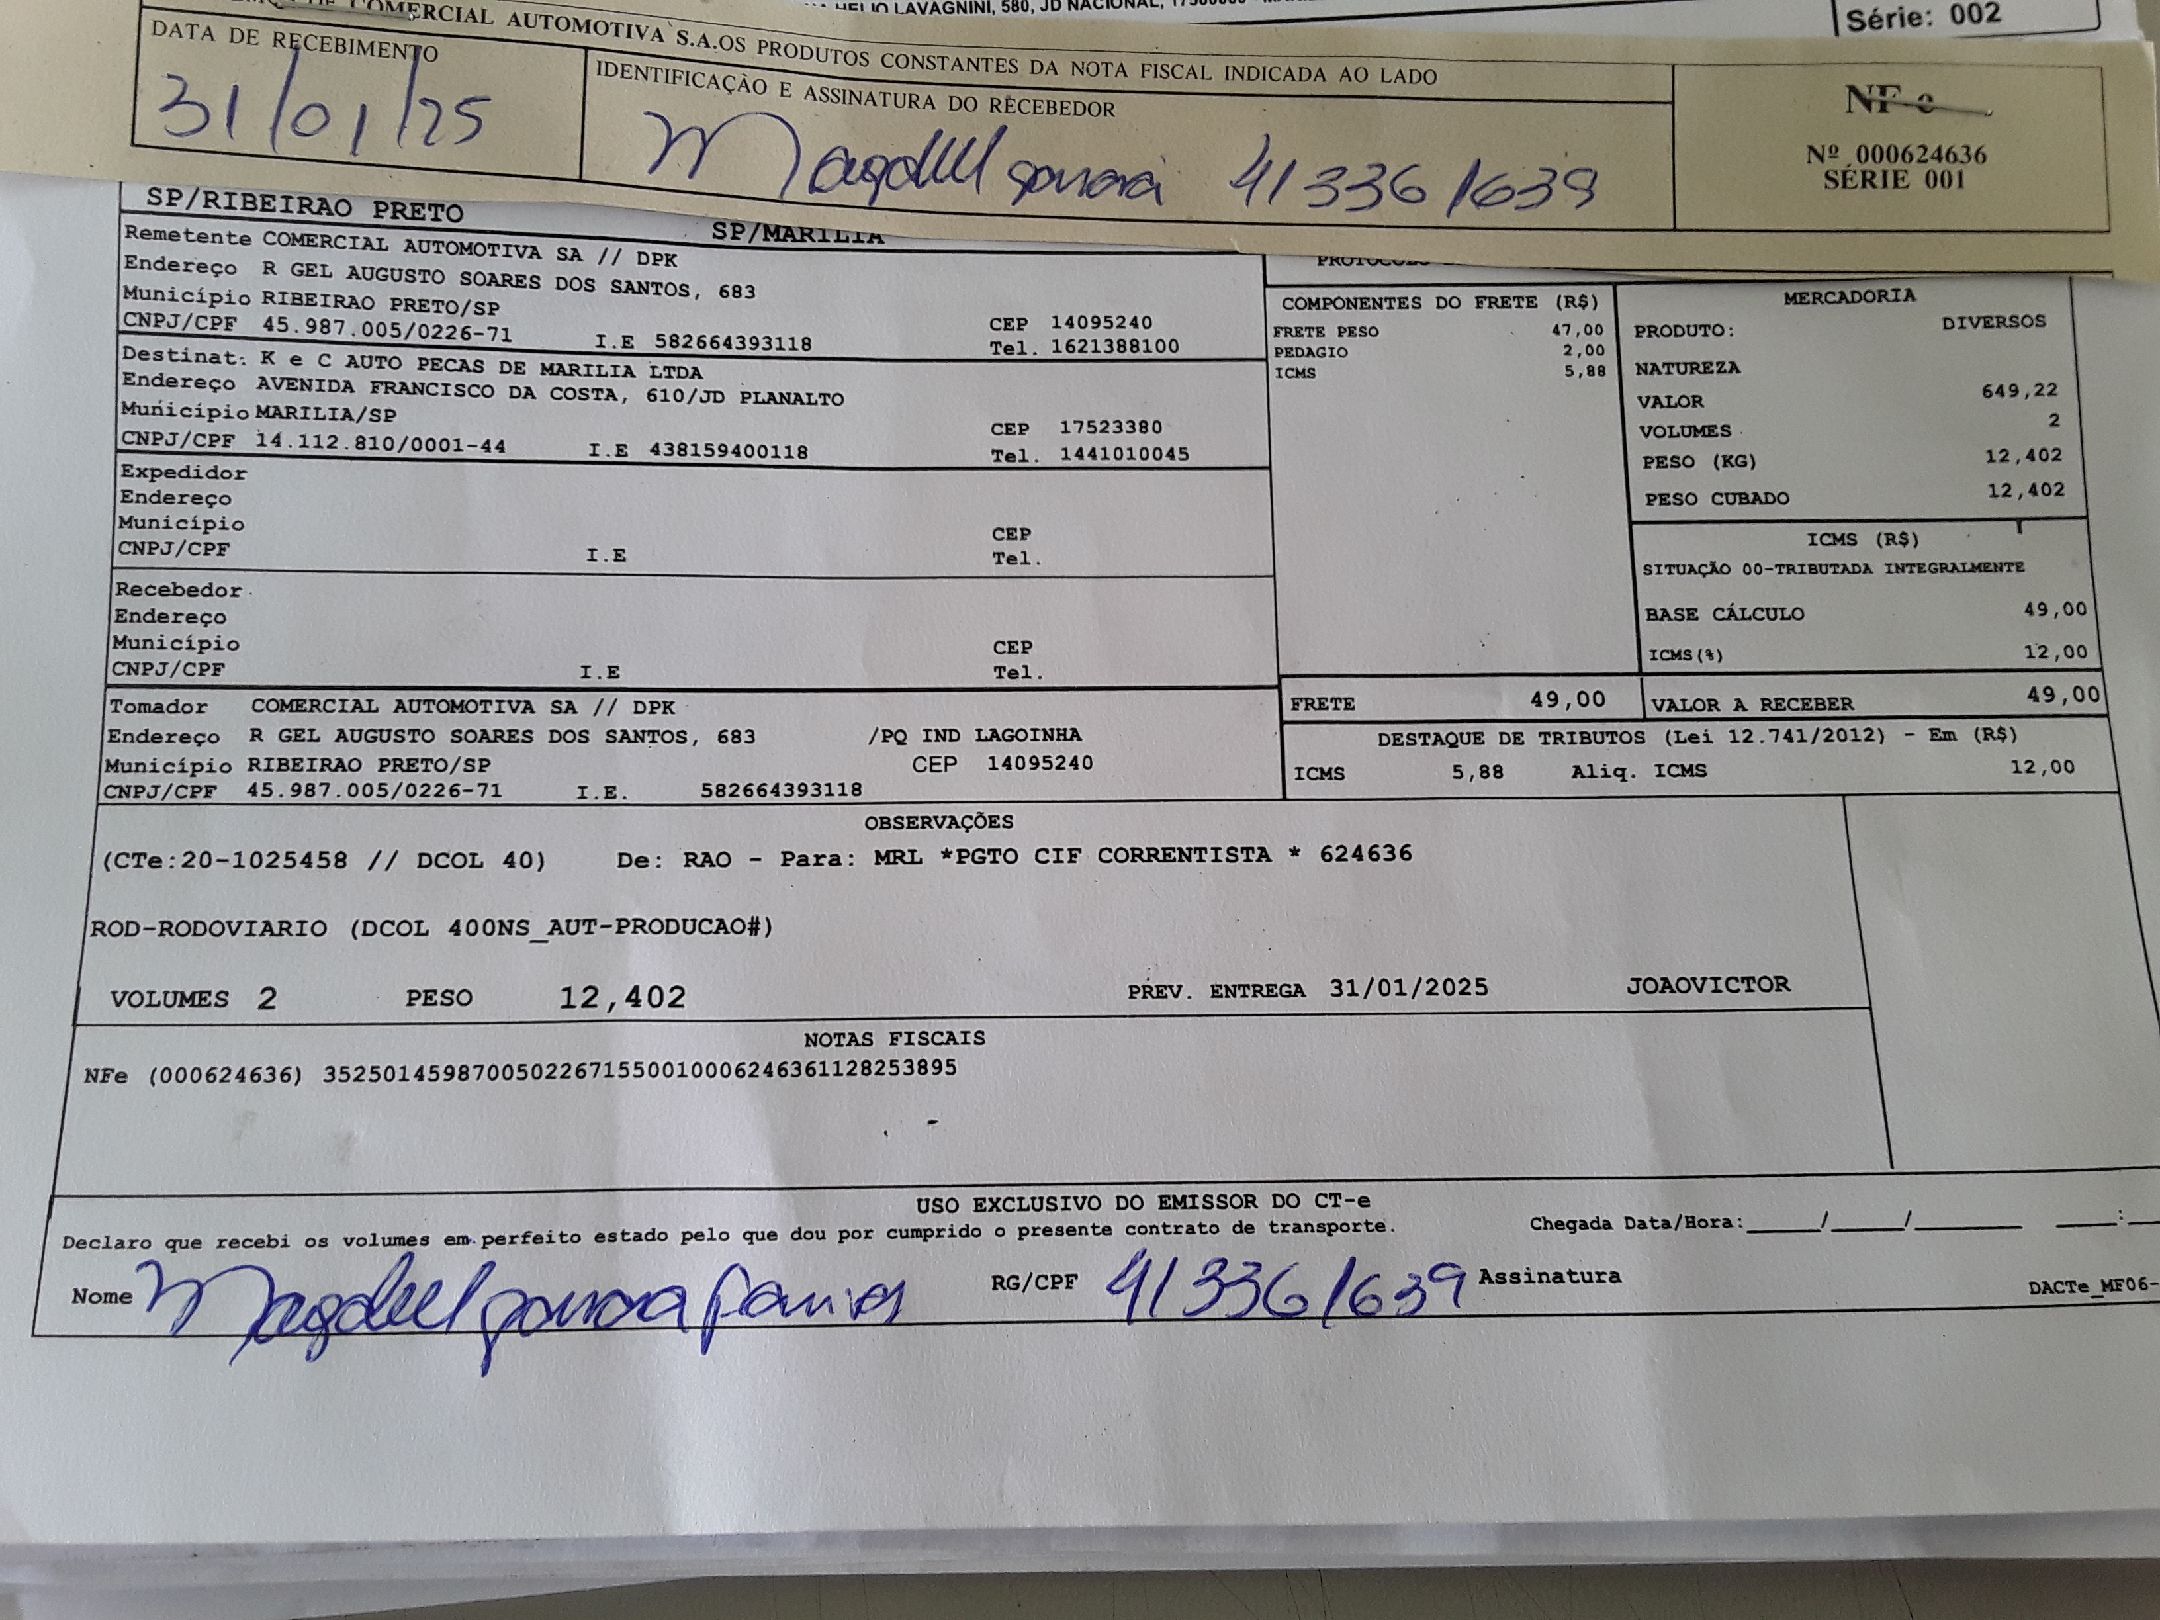 HELIO LAVAGNINI, 580, JD NACIONAL,
Série: 002
COMERCIAL AUTOMOTIVA S.A.OS PRODUTOS CONSTANTES DA NOTA FISCAL INDICADA AO LADO
DATA DE RECEBIMENTO
31/01/25
IDENTIFICAÇÃO E ASSINATURA DO RECEBEDOR
413361639
NF-e
Nº 000624636
SÉRIE 001
SP/RIBEIRAO PRETO
SP/MARILIA
Remetente COMERCIAL AUTOMOTIVA SA // DPK
Endereço R GEL AUGUSTO SOARES DOS SANTOS, 683
Município RIBEIRAO PRETO/SP
CEP 14095240
CNPJ/CPF 45.987.005/0226-71 I.E 582664393118 Tel. 1621388100
Destinat: K e C AUTO PECAS DE MARILIA LTDA
Endereço AVENIDA FRANCISCO DA COSTA, 610/JD PLANALTO
Município MARILIA/SP CEP 17523380
CNPJ/CPF 14.112.810/0001-44 I.E 438159400118 Tel. 1441010045
Expedidor
Endereço
Município CEP
CNPJ/CPF I.E Tel.
Recebedor
Endereço
Município CEP
CNPJ/CPF I.E Tel.
Tomador COMERCIAL AUTOMOTIVA SA // DPK
Endereço R GEL AUGUSTO SOARES DOS SANTOS, 683 /PQ IND LAGOINHA
Município RIBEIRAO PRETO/SP CEP 14095240
CNPJ/CPF 45.987.005/0226-71 I.E. 582664393118
COMPONENTES DO FRETE (R$)
FRETE PESO 47,00
PEDAGIO 2,00
ICMS 5,88
MERCADORIA
PRODUTO: DIVERSOS
NATUREZA
VALOR 649,22
VOLUMES 2
PESO (KG) 12,402
PESO CUBADO 12,402
ICMS (R$)
SITUAÇÃO 00-TRIBUTADA INTEGRALMENTE
BASE CÁLCULO 49,00
ICMS(%) 12,00
FRETE 49,00 VALOR A RECEBER 49,00
DESTAQUE DE TRIBUTOS (Lei 12.741/2012) - Em (R$)
ICMS 5,88 Aliq. ICMS 12,00
OBSERVAÇÕES
(CTe:20-1025458 // DCOL 40) De: RAO - Para: MRL *PGTO CIF CORRENTISTA * 624636
ROD-RODOVIARIO (DCOL 400NS_AUT-PRODUCAO#)
VOLUMES 2 PESO 12,402 PREV. ENTREGA 31/01/2025 JOAOVICTOR
NOTAS FISCAIS
NFe (000624636) 35250145987005022671550010006246361128253895
USO EXCLUSIVO DO EMISSOR DO CT-e
Declaro que recebi os volumes em perfeito estado pelo que dou por cumprido o presente contrato de transporte. Chegada Data/Hora:____/____/______ ___:__
Nome RG/CPF 413361639 Assinatura DACTe_MF06-